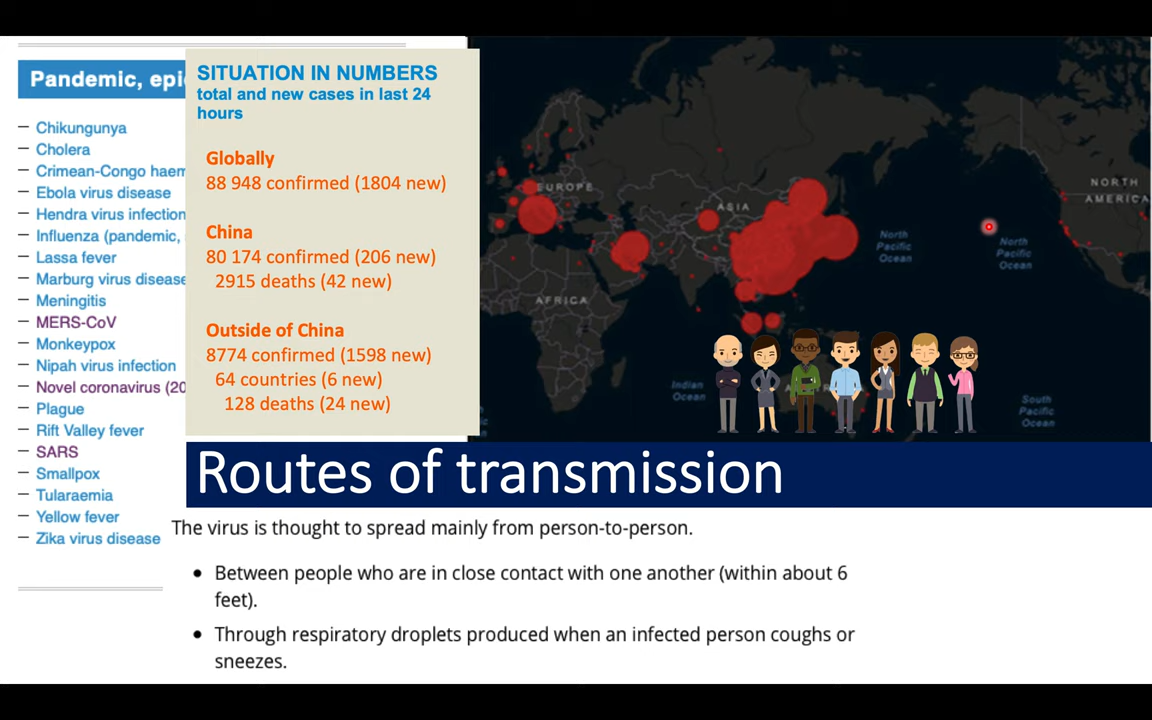 Pandemic, epi
Chikungunya
Cholera
Crimean-Congo haem
Ebola virus disease
Hendra virus infection
Influenza (pandemic,
Lassa fever
Marburg virus disease
Meningitis
MERS-CoV
Monkeypox
Nipah virus infection
Novel coronavirus (20
Plague
Rift Valley fever
SARS
Smallpox
Tularaemia
Yellow fever
Zika virus disease
SITUATION IN NUMBERS
total and new cases in last 24
hours
Globally
88 948 confirmed (1804 new)
China
80 174 confirmed (206 new)
2915 deaths (42 new)
Outside of China
8774 confirmed (1598 new)
64 countries (6 new)
128 deaths (24 new)
EUROPE
ASIA
AFRICA
NORTH
AMERICA
North
Pacific
Ocean
North
Pacific
Ocean
Indian
Ocean
South
Pacific
Ocean
Routes of transmission
The virus is thought to spread mainly from person-to-person.
• Between people who are in close contact with one another (within about 6
feet).
• Through respiratory droplets produced when an infected person coughs or
sneezes.